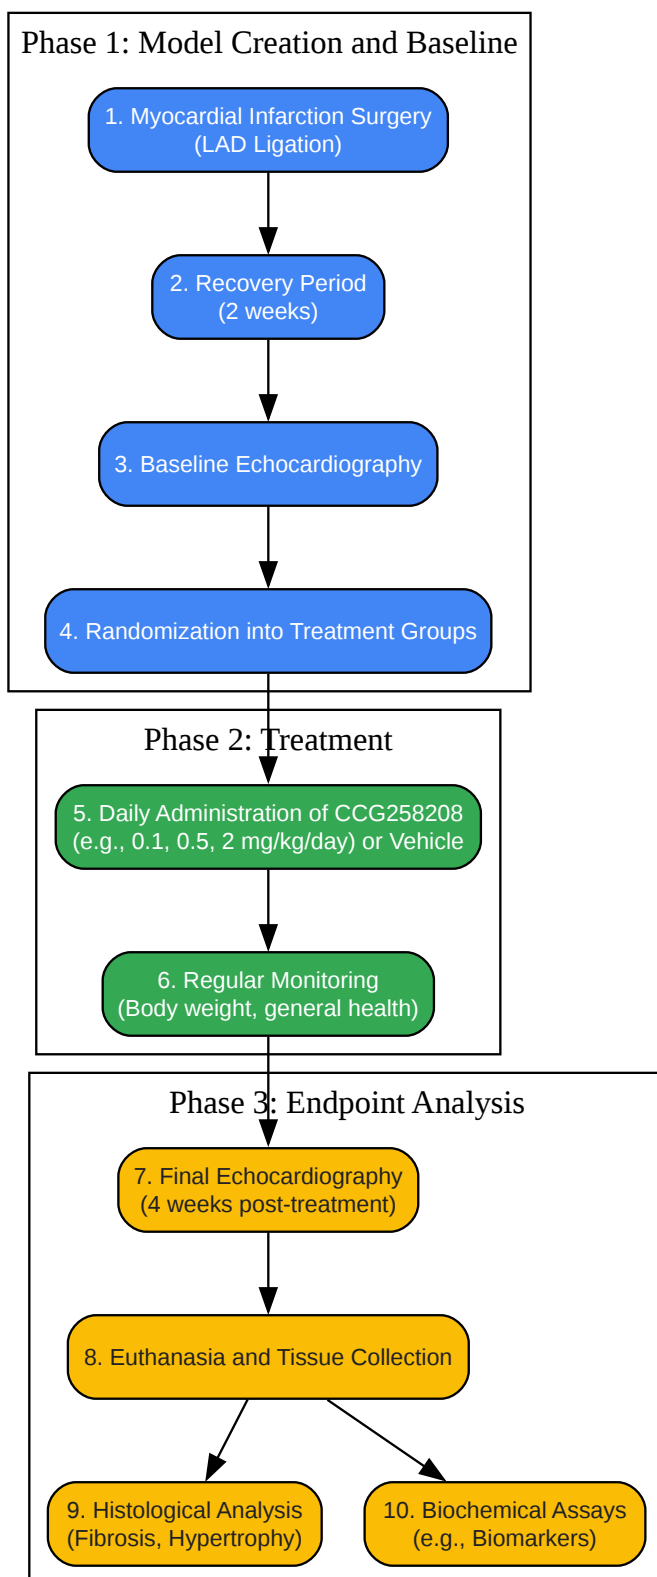 Phase 1: Model Creation and Baseline
1. Myocardial Infarction Surgery
(LAD Ligation)
2. Recovery Period
(2 weeks)
3. Baseline Echocardiography
4. Randomization into Treatment Groups
Phase 2: Treatment
5. Daily Administration of CCG258208
(e.g., 0.1, 0.5, 2 mg/kg/day) or Vehicle
6. Regular Monitoring
(Body weight, general health)
Phase 3: Endpoint Analysis
7. Final Echocardiography
(4 weeks post-treatment)
8. Euthanasia and Tissue Collection
9. Histological Analysis
(Fibrosis, Hypertrophy)
10. Biochemical Assays
(e.g., Biomarkers)